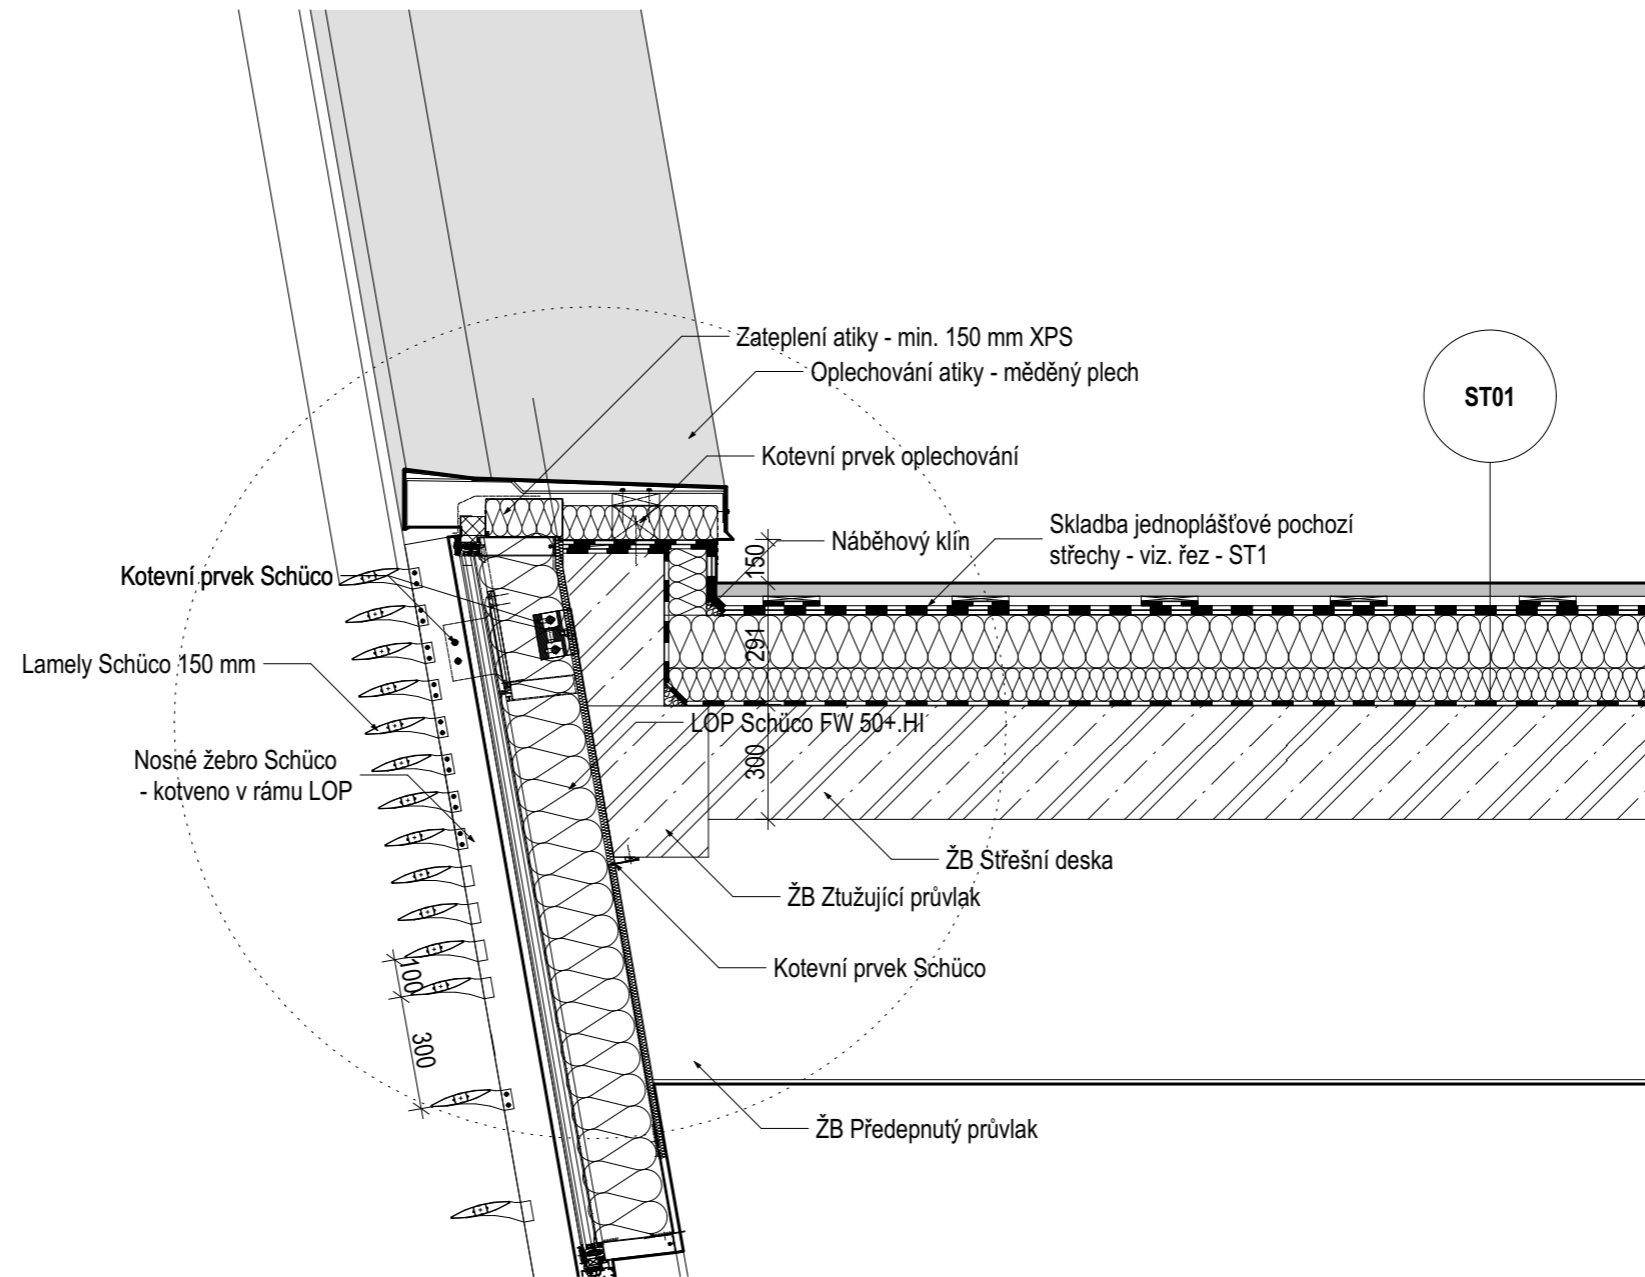 Zateplení atiky - min. 150 mm XPS
Oplechování atiky - měděný plech
ST01
Kotevní prvek oplechování
Skladba jednoplášťové pochozí
střechy - viz. řez - ST1
Náběhový klín
150
Kotevní prvek Schüco
291
Lamely Schüco 150 mm
LOP Schüco FW 50+.HI
Nosné žebro Schüco
- kotveno v rámu LOP
300
ŽB Střešní deska
ŽB Ztužující průvlak
Kotevní prvek Schüco
100
300
ŽB Předepnutý průvlak